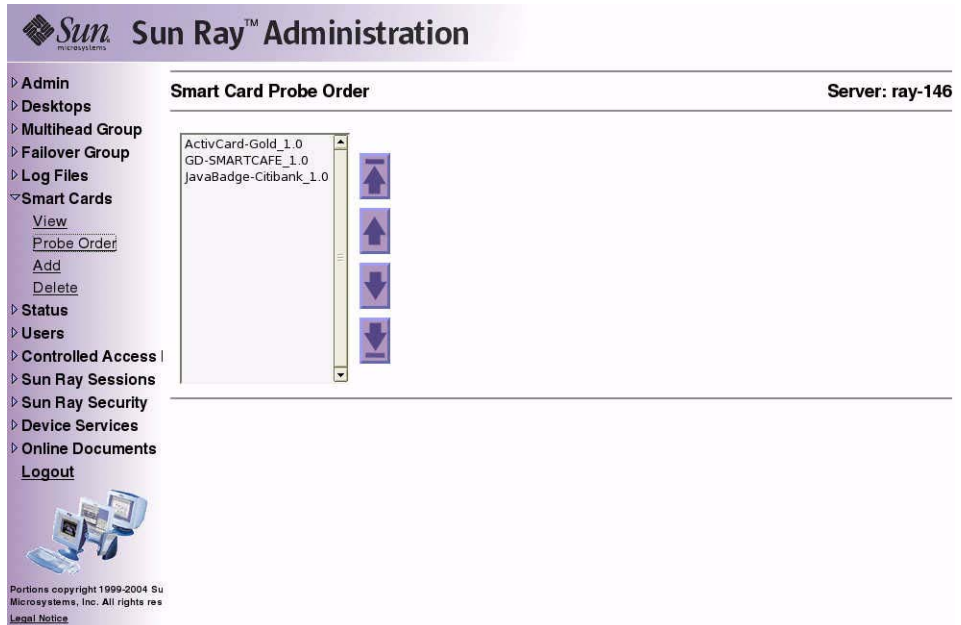 Sun microsystems Sun Ray™ Administration
Admin
Desktops
Multihead Group
Failover Group
Log Files
Smart Cards
View
Probe Order
Add
Delete
Status
Users
Controlled Access
Sun Ray Sessions
Sun Ray Security
Device Services
Online Documents
Logout
Portions copyright 1999-2004 Su
Microsystems, Inc. All rights res
Legal Notice
Smart Card Probe Order
Server: ray-146
ActivCard-Gold_1.0
GD-SMARTCAFE_1.0
JavaBadge-Citibank_1.0